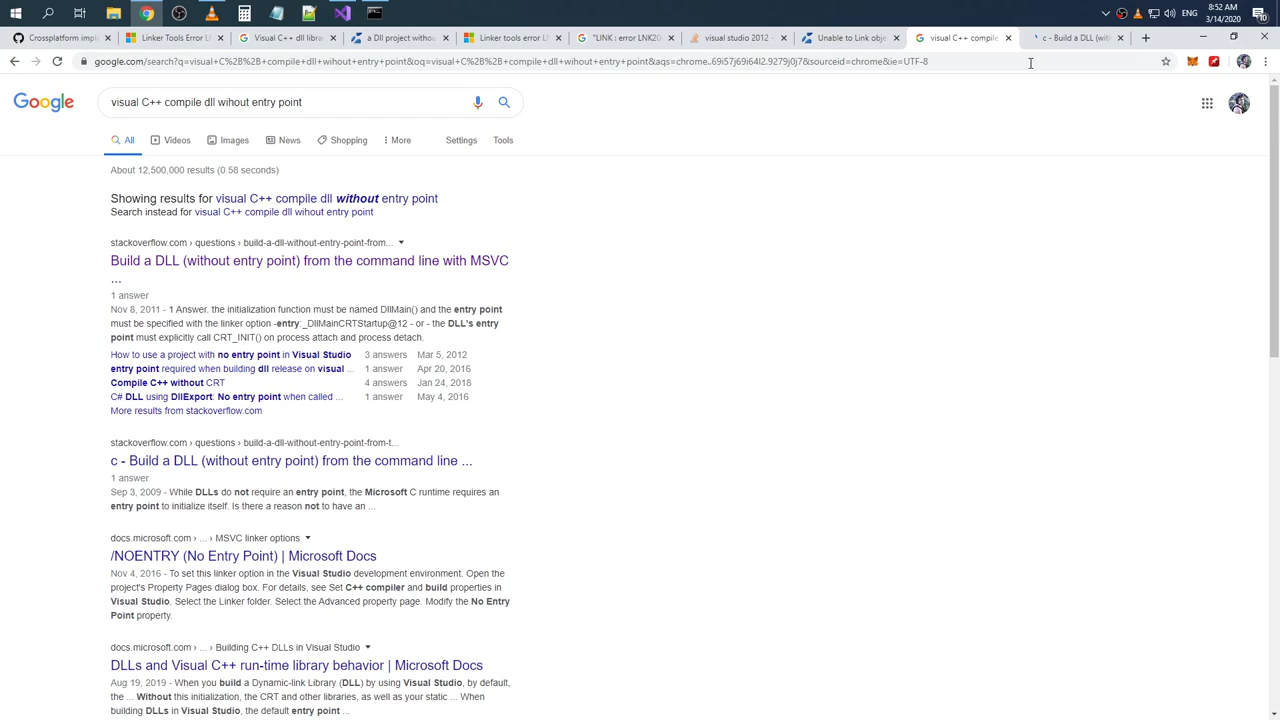 8:52 AM
ENG
3/14/2020
10
Crossplatform impl
Linker Tools Error L
Visual C++ dll libra
a Dll project withou
Linker tools error L
"LINK : error LNK20
visual studio 2012 -
Unable to Link obje
visual C++ compile
c - Build a DLL (with
google.com/search?q=visual+C%2B%2B+compile+dll+wihout+entry+point&oq=visual+C%2B%2B+compile+dll+wihout+entry+point&aqs=chrome..69i57j69i64l2.9279j0j7&sourceid=chrome&ie=UTF-8
Google
visual C++ compile dll wihout entry point
All
Videos
Images
News
Shopping
More
Settings
Tools
About 12,500,000 results (0.58 seconds)
Showing results for visual C++ compile dll without entry point
Search instead for visual C++ compile dll wihout entry point
stackoverflow.com › questions › build-a-dll-without-entry-point-from...
Build a DLL (without entry point) from the command line with MSVC
...
1 answer
Nov 8, 2011 - 1 Answer. the initialization function must be named DllMain() and the entry point
must be specified with the linker option -entry:_DllMainCRTStartup@12 - or - the DLL's entry
point must explicitly call CRT_INIT() on process attach and process detach.
How to use a project with no entry point in Visual Studio 3 answers Mar 5, 2012
entry point required when building dll release on visual ... 1 answer Apr 20, 2016
Compile C++ without CRT 4 answers Jan 24, 2018
C# DLL using DllExport: No entry point when called ... 1 answer May 4, 2016
More results from stackoverflow.com
stackoverflow.com › questions › build-a-dll-without-entry-point-from-t...
c - Build a DLL (without entry point) from the command line ...
1 answer
Sep 3, 2009 - While DLLs do not require an entry point, the Microsoft C runtime requires an
entry point to initialize itself. Is there a reason not to have an ...
docs.microsoft.com › ... › MSVC linker options
/NOENTRY (No Entry Point) | Microsoft Docs
Nov 4, 2016 - To set this linker option in the Visual Studio development environment. Open the
project's Property Pages dialog box. For details, see Set C++ compiler and build properties in
Visual Studio. Select the Linker folder. Select the Advanced property page. Modify the No Entry
Point property.
docs.microsoft.com › ... › Building C++ DLLs in Visual Studio
DLLs and Visual C++ run-time library behavior | Microsoft Docs
Aug 19, 2019 - When you build a Dynamic-link Library (DLL) by using Visual Studio, by default,
the ... Without this initialization, the CRT and other libraries, as well as your static ... When
building DLLs in Visual Studio, the default entry point ...